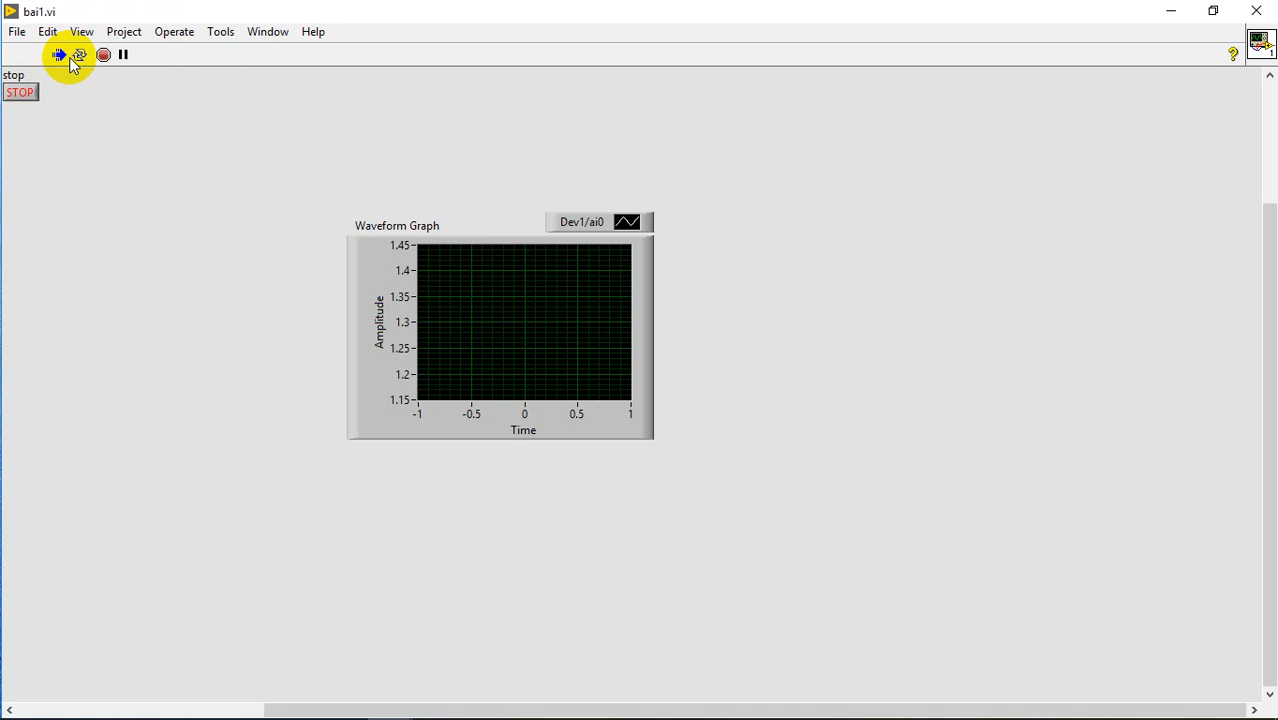 bai1.vi
File Edit View Project Operate Tools Window Help
?
1
stop
STOP
Waveform Graph
Dev1/ai0
1.45
1.4
1.35
1.3
1.25
1.2
1.15
Amplitude
-1 -0.5 0 0.5 1
Time